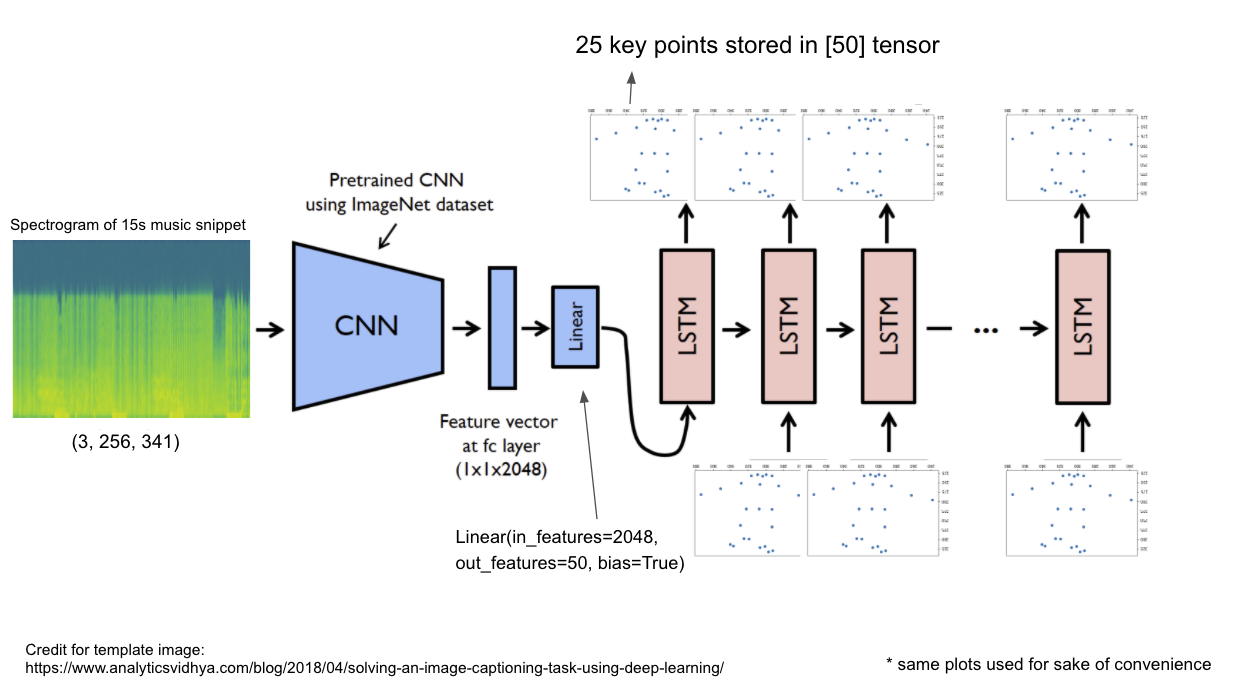 25 key points stored in [50] tensor
Pretrained CNN
using ImageNet dataset
Spectrogram of 15s music snippet
CNN
Linear
LSTM
LSTM
LSTM
...
LSTM
(3, 256, 341)
Feature vector
at fc layer
(1x1x2048)
Linear(in_features=2048,
out_features=50, bias=True)
Credit for template image:
https://www.analyticsvidhya.com/blog/2018/04/solving-an-image-captioning-task-using-deep-learning/
* same plots used for sake of convenience